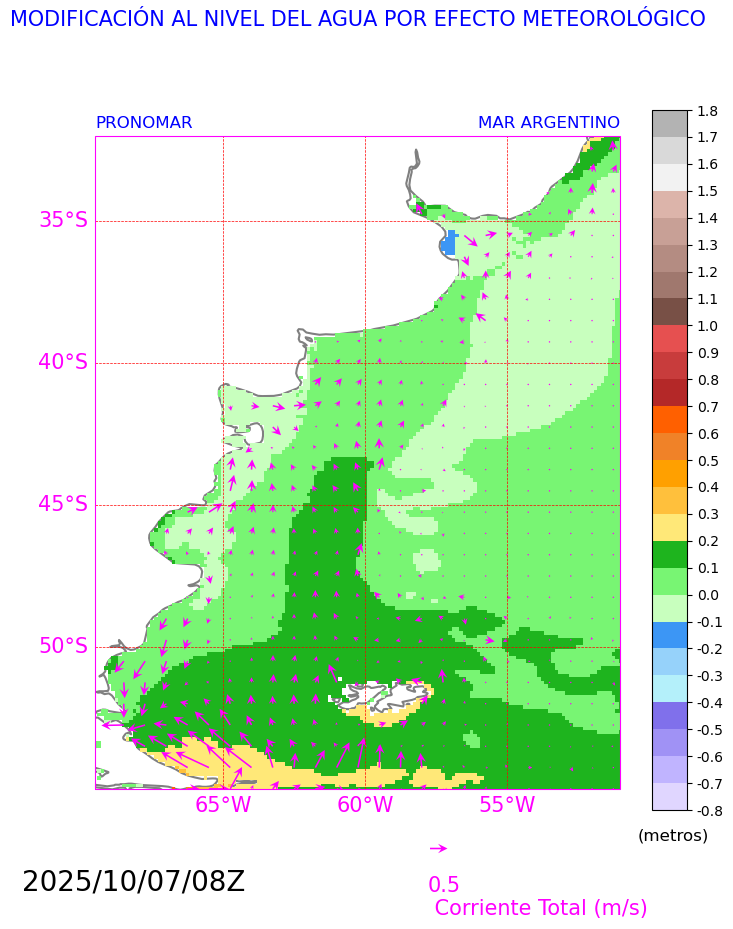 MODIFICACIÓN AL NIVEL DEL AGUA POR EFECTO METEOROLÓGICO
PRONOMAR MAR ARGENTINO
35°S
40°S
45°S
50°S
65°W 60°W 55°W
1.8
1.7
1.6
1.5
1.4
1.3
1.2
1.1
1.0
0.9
0.8
0.7
0.6
0.5
0.4
0.3
0.2
0.1
0.0
-0.1
-0.2
-0.3
-0.4
-0.5
-0.6
-0.7
-0.8
(metros)
2025/10/07/08Z
0.5
Corriente Total (m/s)